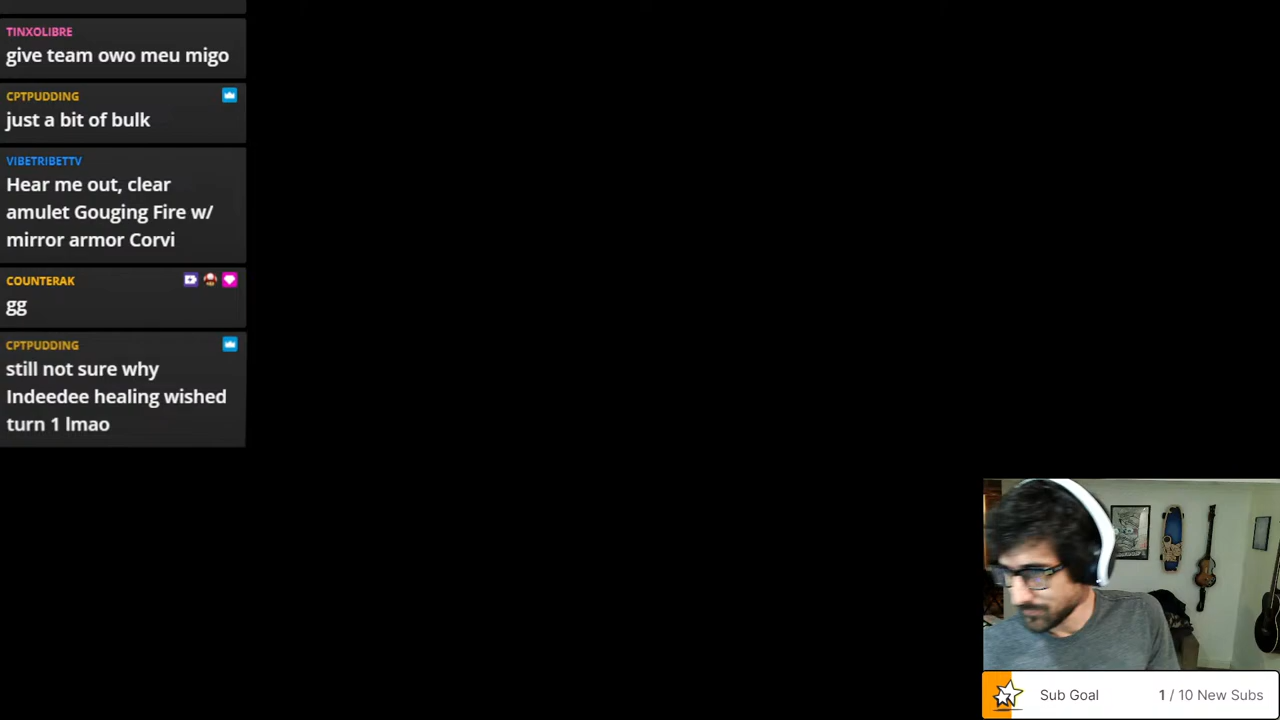 TINXOLIBRE
give team owo meu migo
CPTPUDDING
just a bit of bulk
VIBETRIBETTV
Hear me out, clear
amulet Gouging Fire w/
mirror armor Corvi
COUNTERAK
gg
CPTPUDDING
still not sure why
Indeedee healing wished
turn 1 lmao
Sub Goal 1 / 10 New Subs